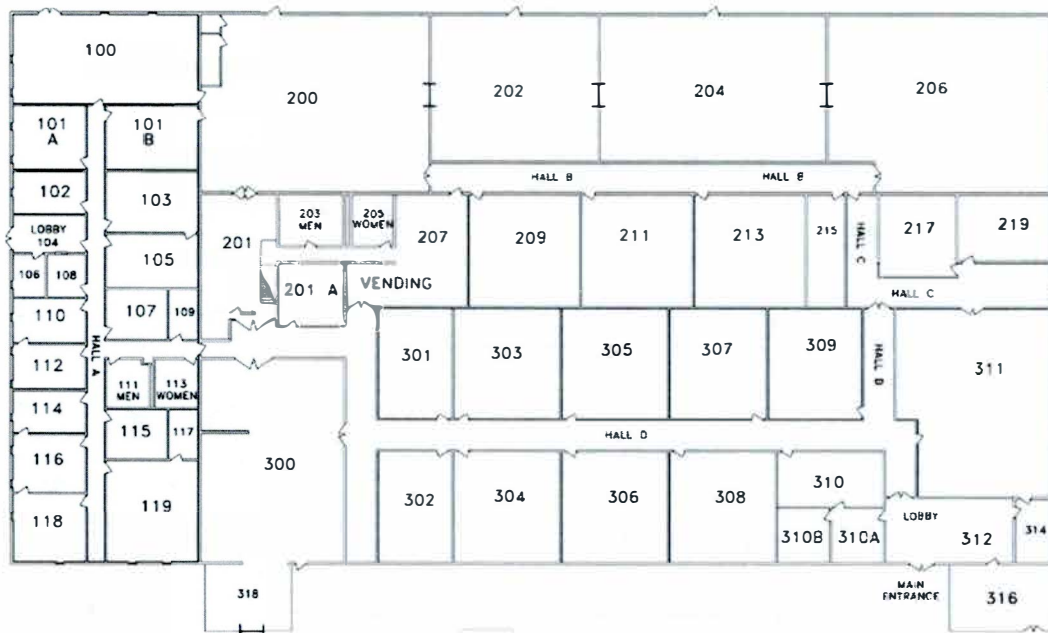 100
200
202
204
206
101
A
101
B
102
103
HALL B
HALL B
LOBBY
104
201
203
MEN
205
WOMEN
207
209
211
213
215
HALL C
217
219
105
106
108
201 A
VENDING
HALL C
107
109
110
HALL A
301
303
305
307
309
HALL D
311
112
111
MEN
113
WOMEN
114
115
117
HALL D
116
300
119
118
302
304
306
308
310
310B
310A
LOBBY
312
314
318
MAIN
ENTRANCE
316